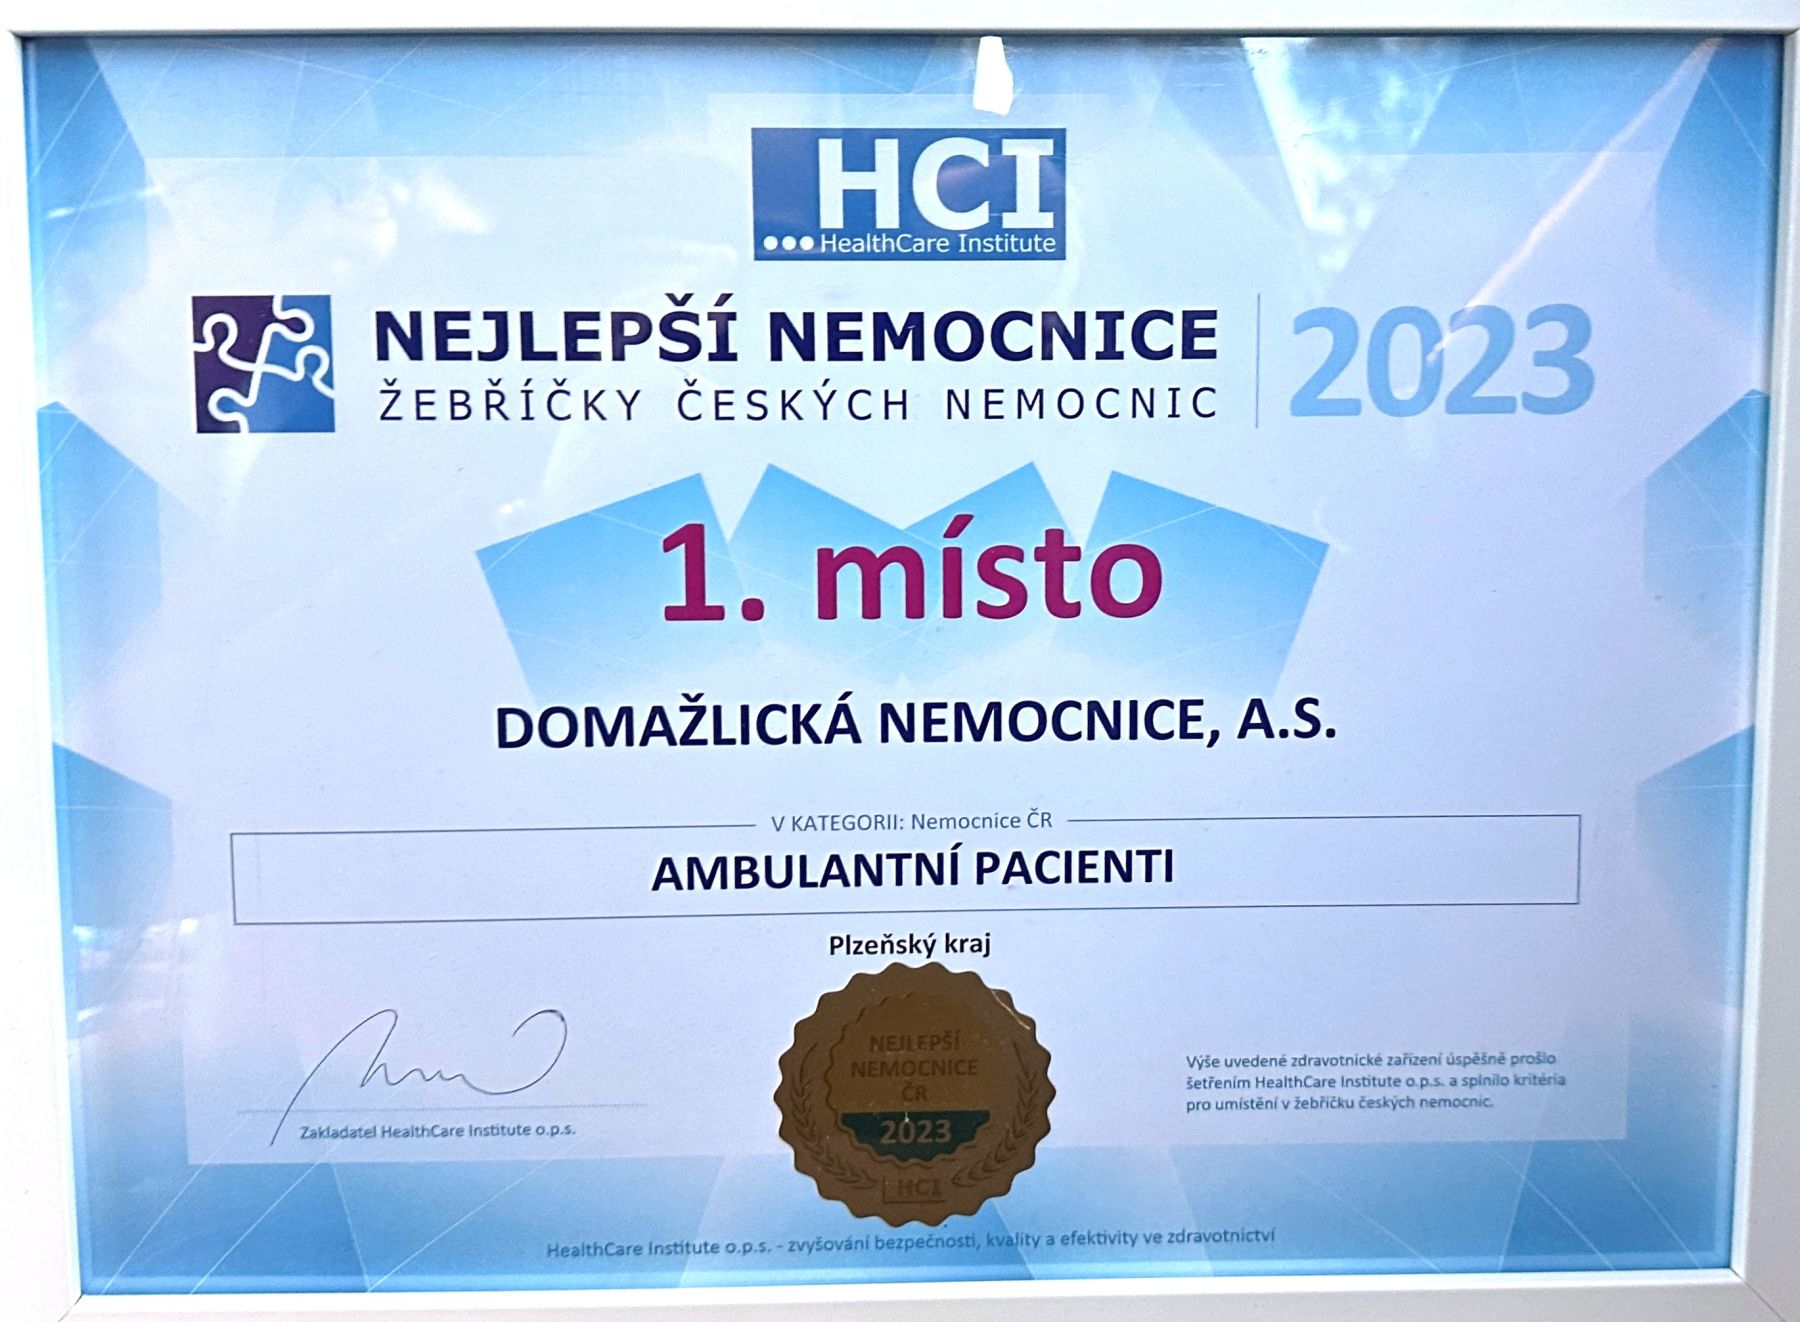 HCI
HealthCare Institute
NEJLEPŠÍ NEMOCNICE
ŽEBŘÍČKY ČESKÝCH NEMOCNIC
2023
1. místo
DOMAŽLICKÁ NEMOCNICE, A.S.
V KATEGORII: Nemocnice ČR
AMBULANTNÍ PACIENTI
Plzeňský kraj
NEJLEPŠÍ
NEMOCNICE
ČR
2023
HCI
Zakladatel HealthCare Institute o.p.s.
Výše uvedené zdravotnické zařízení úspěšně prošlo
šetřením HealthCare Institute o.p.s. a splnilo kritéria
pro umístění v žebříčku českých nemocnic.
HealthCare Institute o.p.s. - zvyšování bezpečnosti, kvality a efektivity ve zdravotnictví